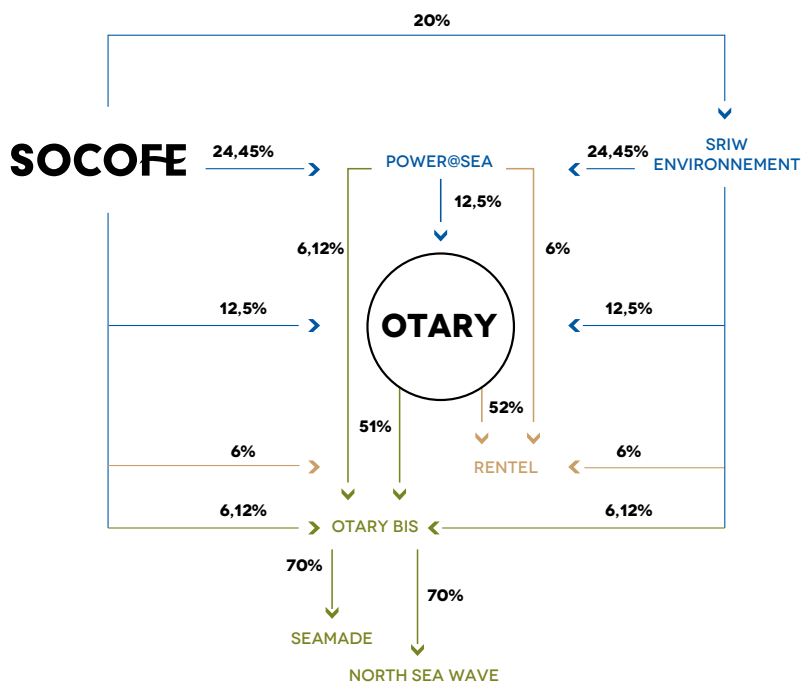 20%
SOCOFE
24,45%
POWER@SEA
24,45%
SRIW
ENVIRONNEMENT
12,5%
6,12%
6%
12,5%
OTARY
12,5%
51%
52%
6%
RENTEL
6%
6,12%
OTARY BIS
6,12%
70%
70%
SEAMADE
NORTH SEA WAVE